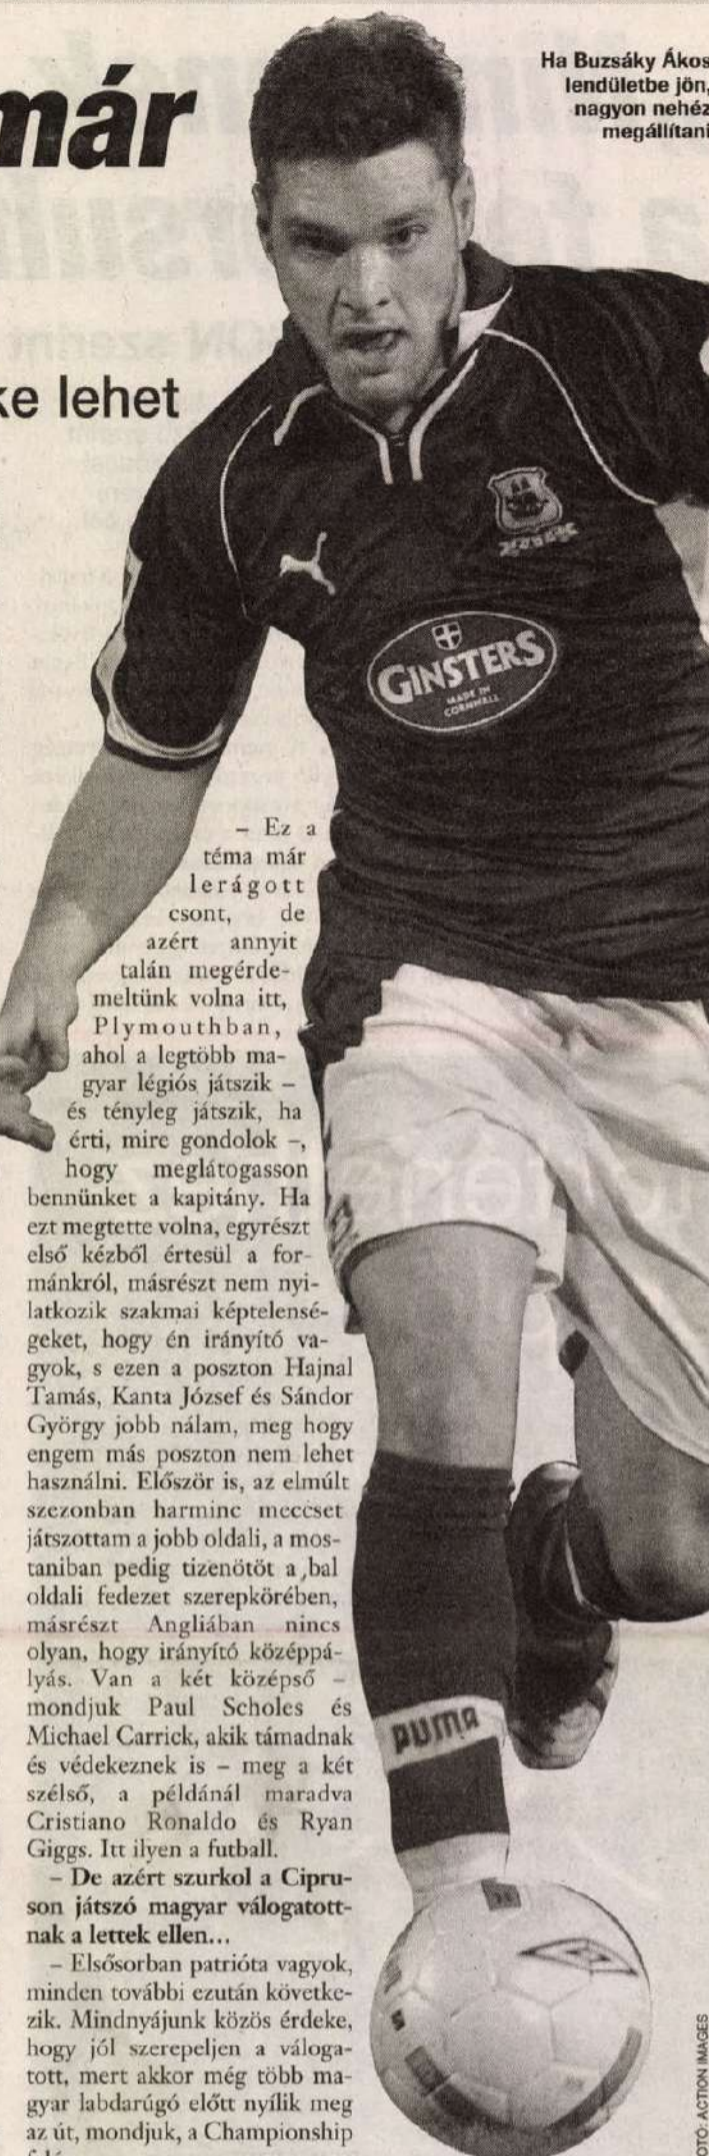 már
Ha Buzsáky Ákos
lendületbe jön,
nagyon nehéz
megállítani
ke lehet
GINSTERS
MADE IN
CORNWALL
– Ez a
téma már
lerágott
csont, de
azért annyit
talán megérde-
meltünk volna itt,
Plymouthban,
ahol a legtöbb ma-
gyar légiós játszik –
és tényleg játszik, ha
érti, mire gondolok –,
hogy meglátogasson
bennünket a kapitány. Ha
ezt megtette volna, egyrészt
első kézből értesül a for-
mánkról, másrészt nem nyi-
latkozik szakmai képtelensé-
geket, hogy én irányító va-
gyok, s ezen a poszton Hajnal
Tamás, Kanta József és Sándor
György jobb nálam, meg hogy
engem más poszton nem lehet
használni. Először is, az elmúlt
szezonban harminc meccset
játszottam a jobb oldali, a mos-
taniban pedig tizenötöt a bal
oldali fedezet szerepkörében,
másrészt Angliában nincs
olyan, hogy irányító középpá-
lyás. Van a két középső –
mondjuk Paul Scholes és
Michael Carrick, akik támadnak
és védekeznek is – meg a két
szélső, a példánál maradva
Cristiano Ronaldo és Ryan
Giggs. Itt ilyen a futball.
– De azért szurkol a Cipru-
son játszó magyar válogatott-
nak a lettek ellen...
– Elsősorban patrióta vagyok,
minden további ezután követke-
zik. Mindnyájunk közös érdeke,
hogy jól szerepeljen a váloga-
tott, mert akkor még több ma-
gyar labdarúgó előtt nyílik meg
az út, mondjuk, a Championship
PUMA
FOTÓ: ACTION IMAGES